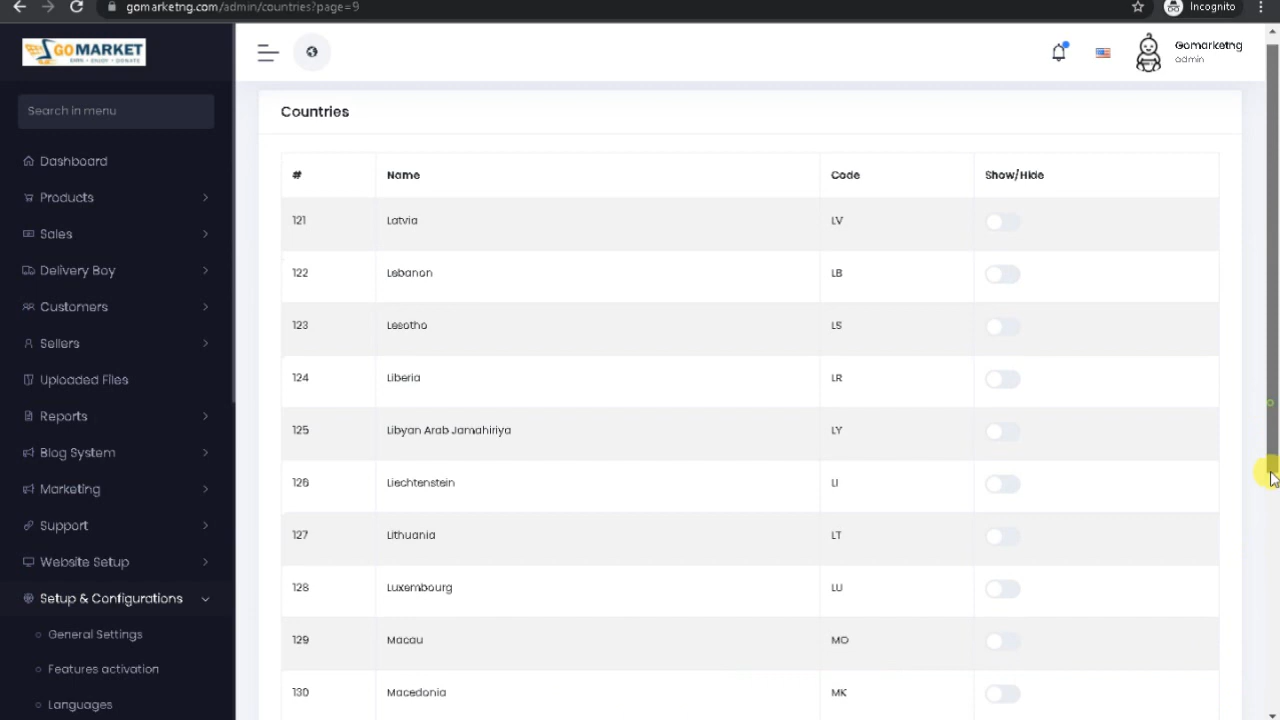 gomarketng.com/admin/countries?page=9
Incognito
GOMARKET
Gomarketng
admin
Search in menu
Dashboard
Products
Sales
Delivery Boy
Customers
Sellers
Uploaded Files
Reports
Blog System
Marketing
Support
Website Setup
Setup & Configurations
General Settings
Features activation
Languages
Countries
# Name Code Show/Hide
121 Latvia LV
122 Lebanon LB
123 Lesotho LS
124 Liberia LR
125 Libyan Arab Jamahiriya LY
126 Liechtenstein LI
127 Lithuania LT
128 Luxembourg LU
129 Macau MO
130 Macedonia MK